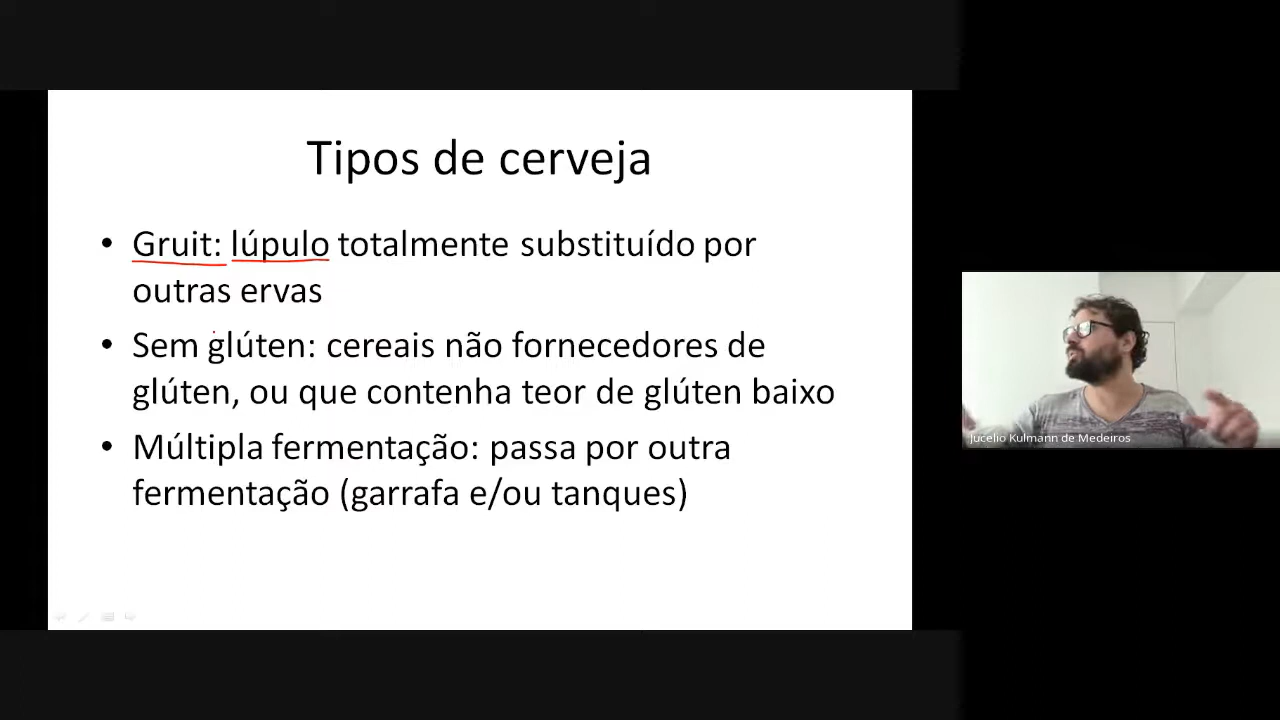 Tipos de cerveja
• Gruit: lúpulo totalmente substituído por
outras ervas
• Sem glúten: cereais não fornecedores de
glúten, ou que contenha teor de glúten baixo
• Múltipla fermentação: passa por outra
fermentação (garrafa e/ou tanques)
Jucelio Kulmann de Medeiros